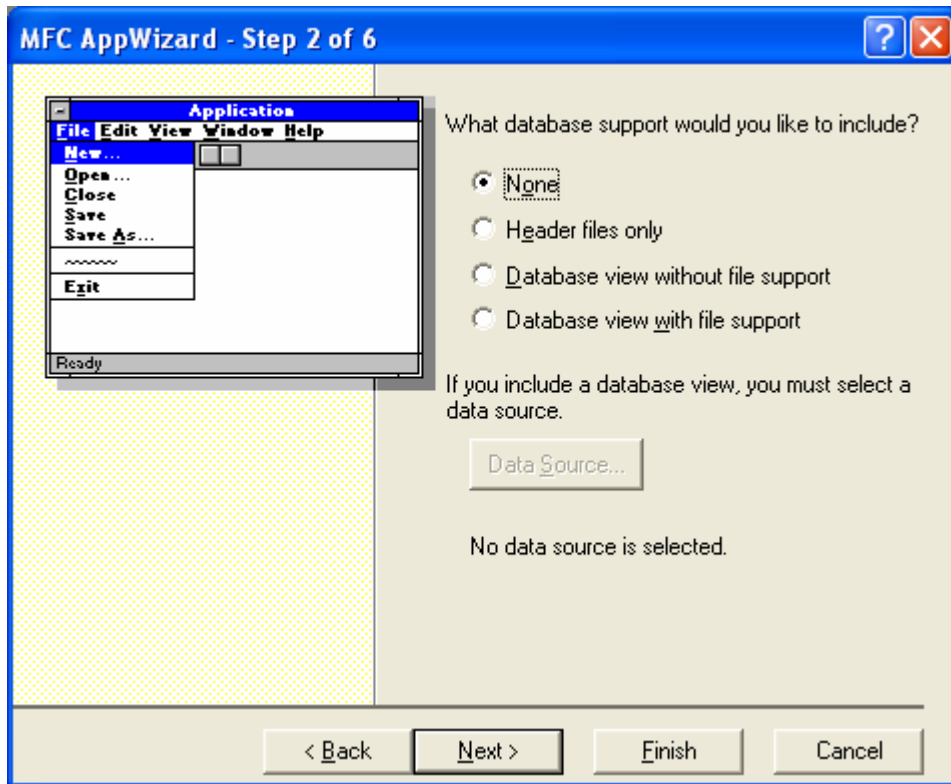 MFC AppWizard - Step 2 of 6
Application
File Edit View Window Help
New...
Open...
Close
Save
Save As...
Exit
Ready
What database support would you like to include?
None
Header files only
Database view without file support
Database view with file support
If you include a database view, you must select a
data source.
Data Source...
No data source is selected.
< Back
Next >
Finish
Cancel